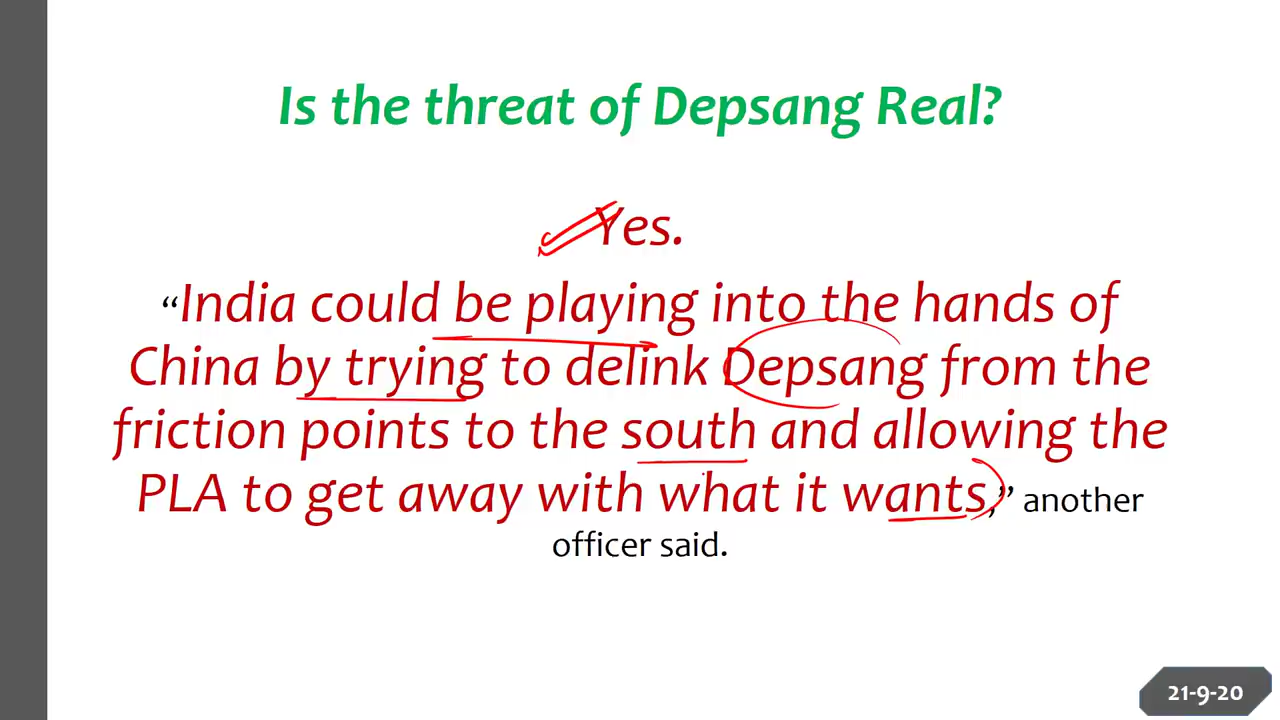 Is the threat of Depsang Real?
Yes.
“India could be playing into the hands of
China by trying to delink Depsang from the
friction points to the south and allowing the
PLA to get away with what it wants,” another
officer said.
21-9-20